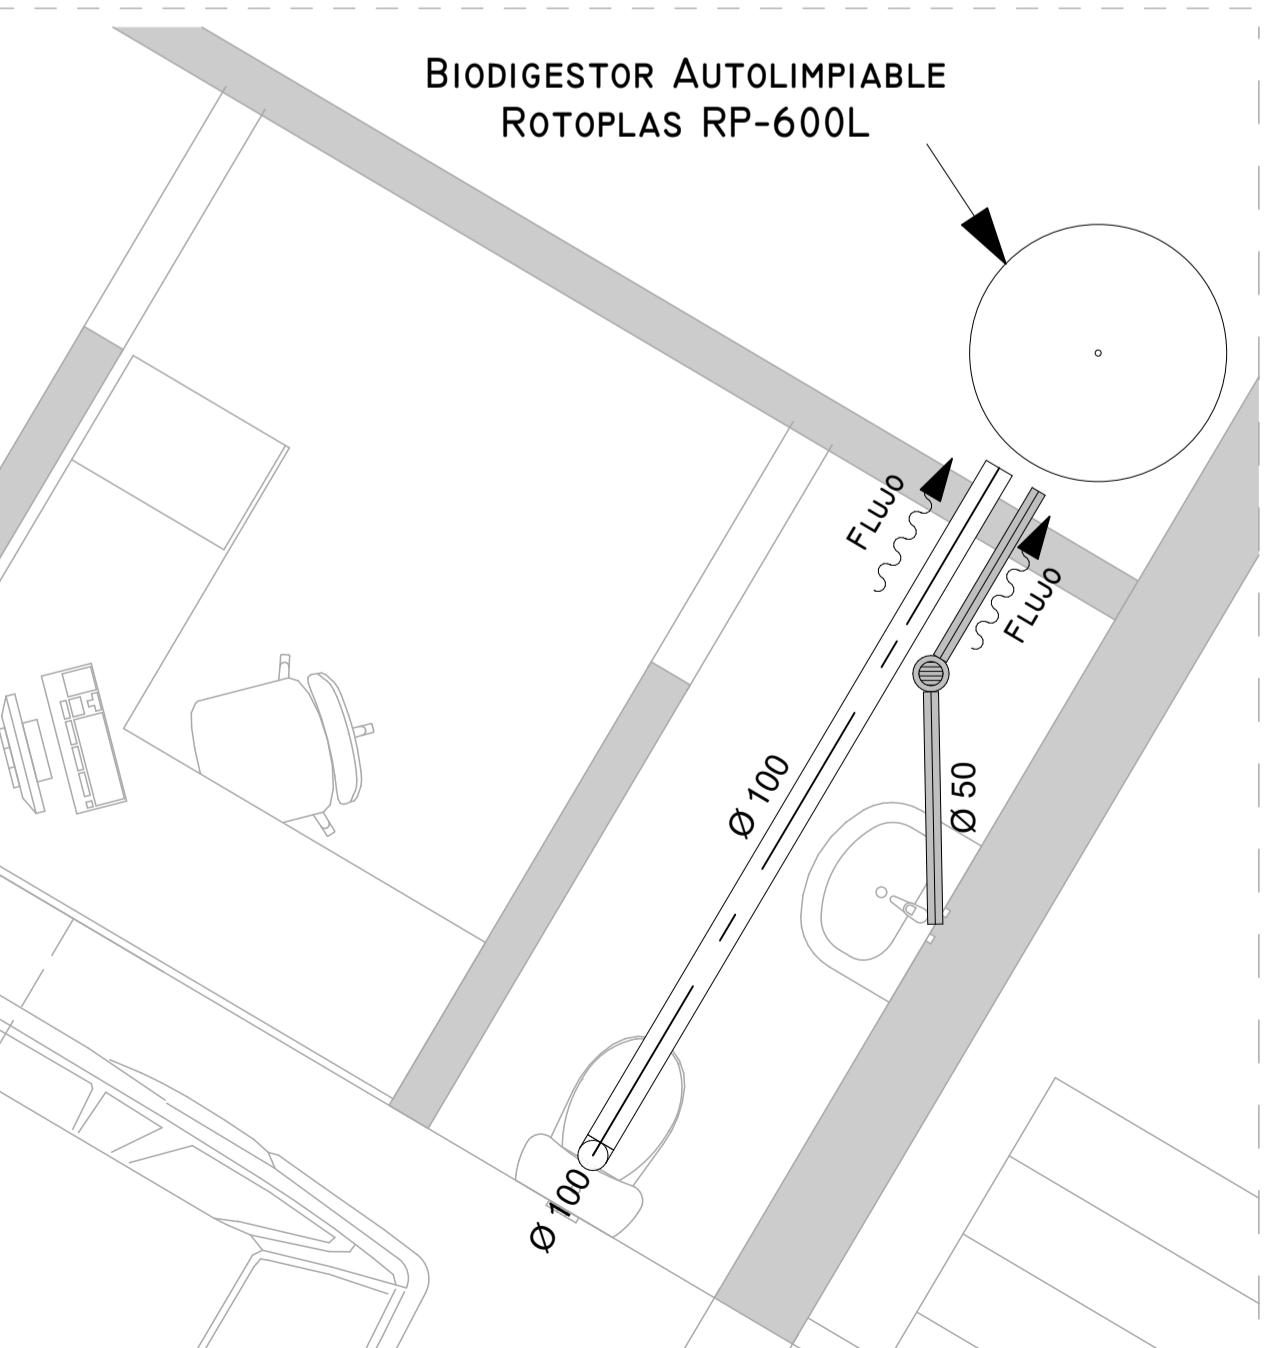 BIODIGESTOR AUTOLIMPIABLE
ROTOPLAS RP-600L
FLUJO
FLUJO
Ø 100
Ø 50
Ø 100